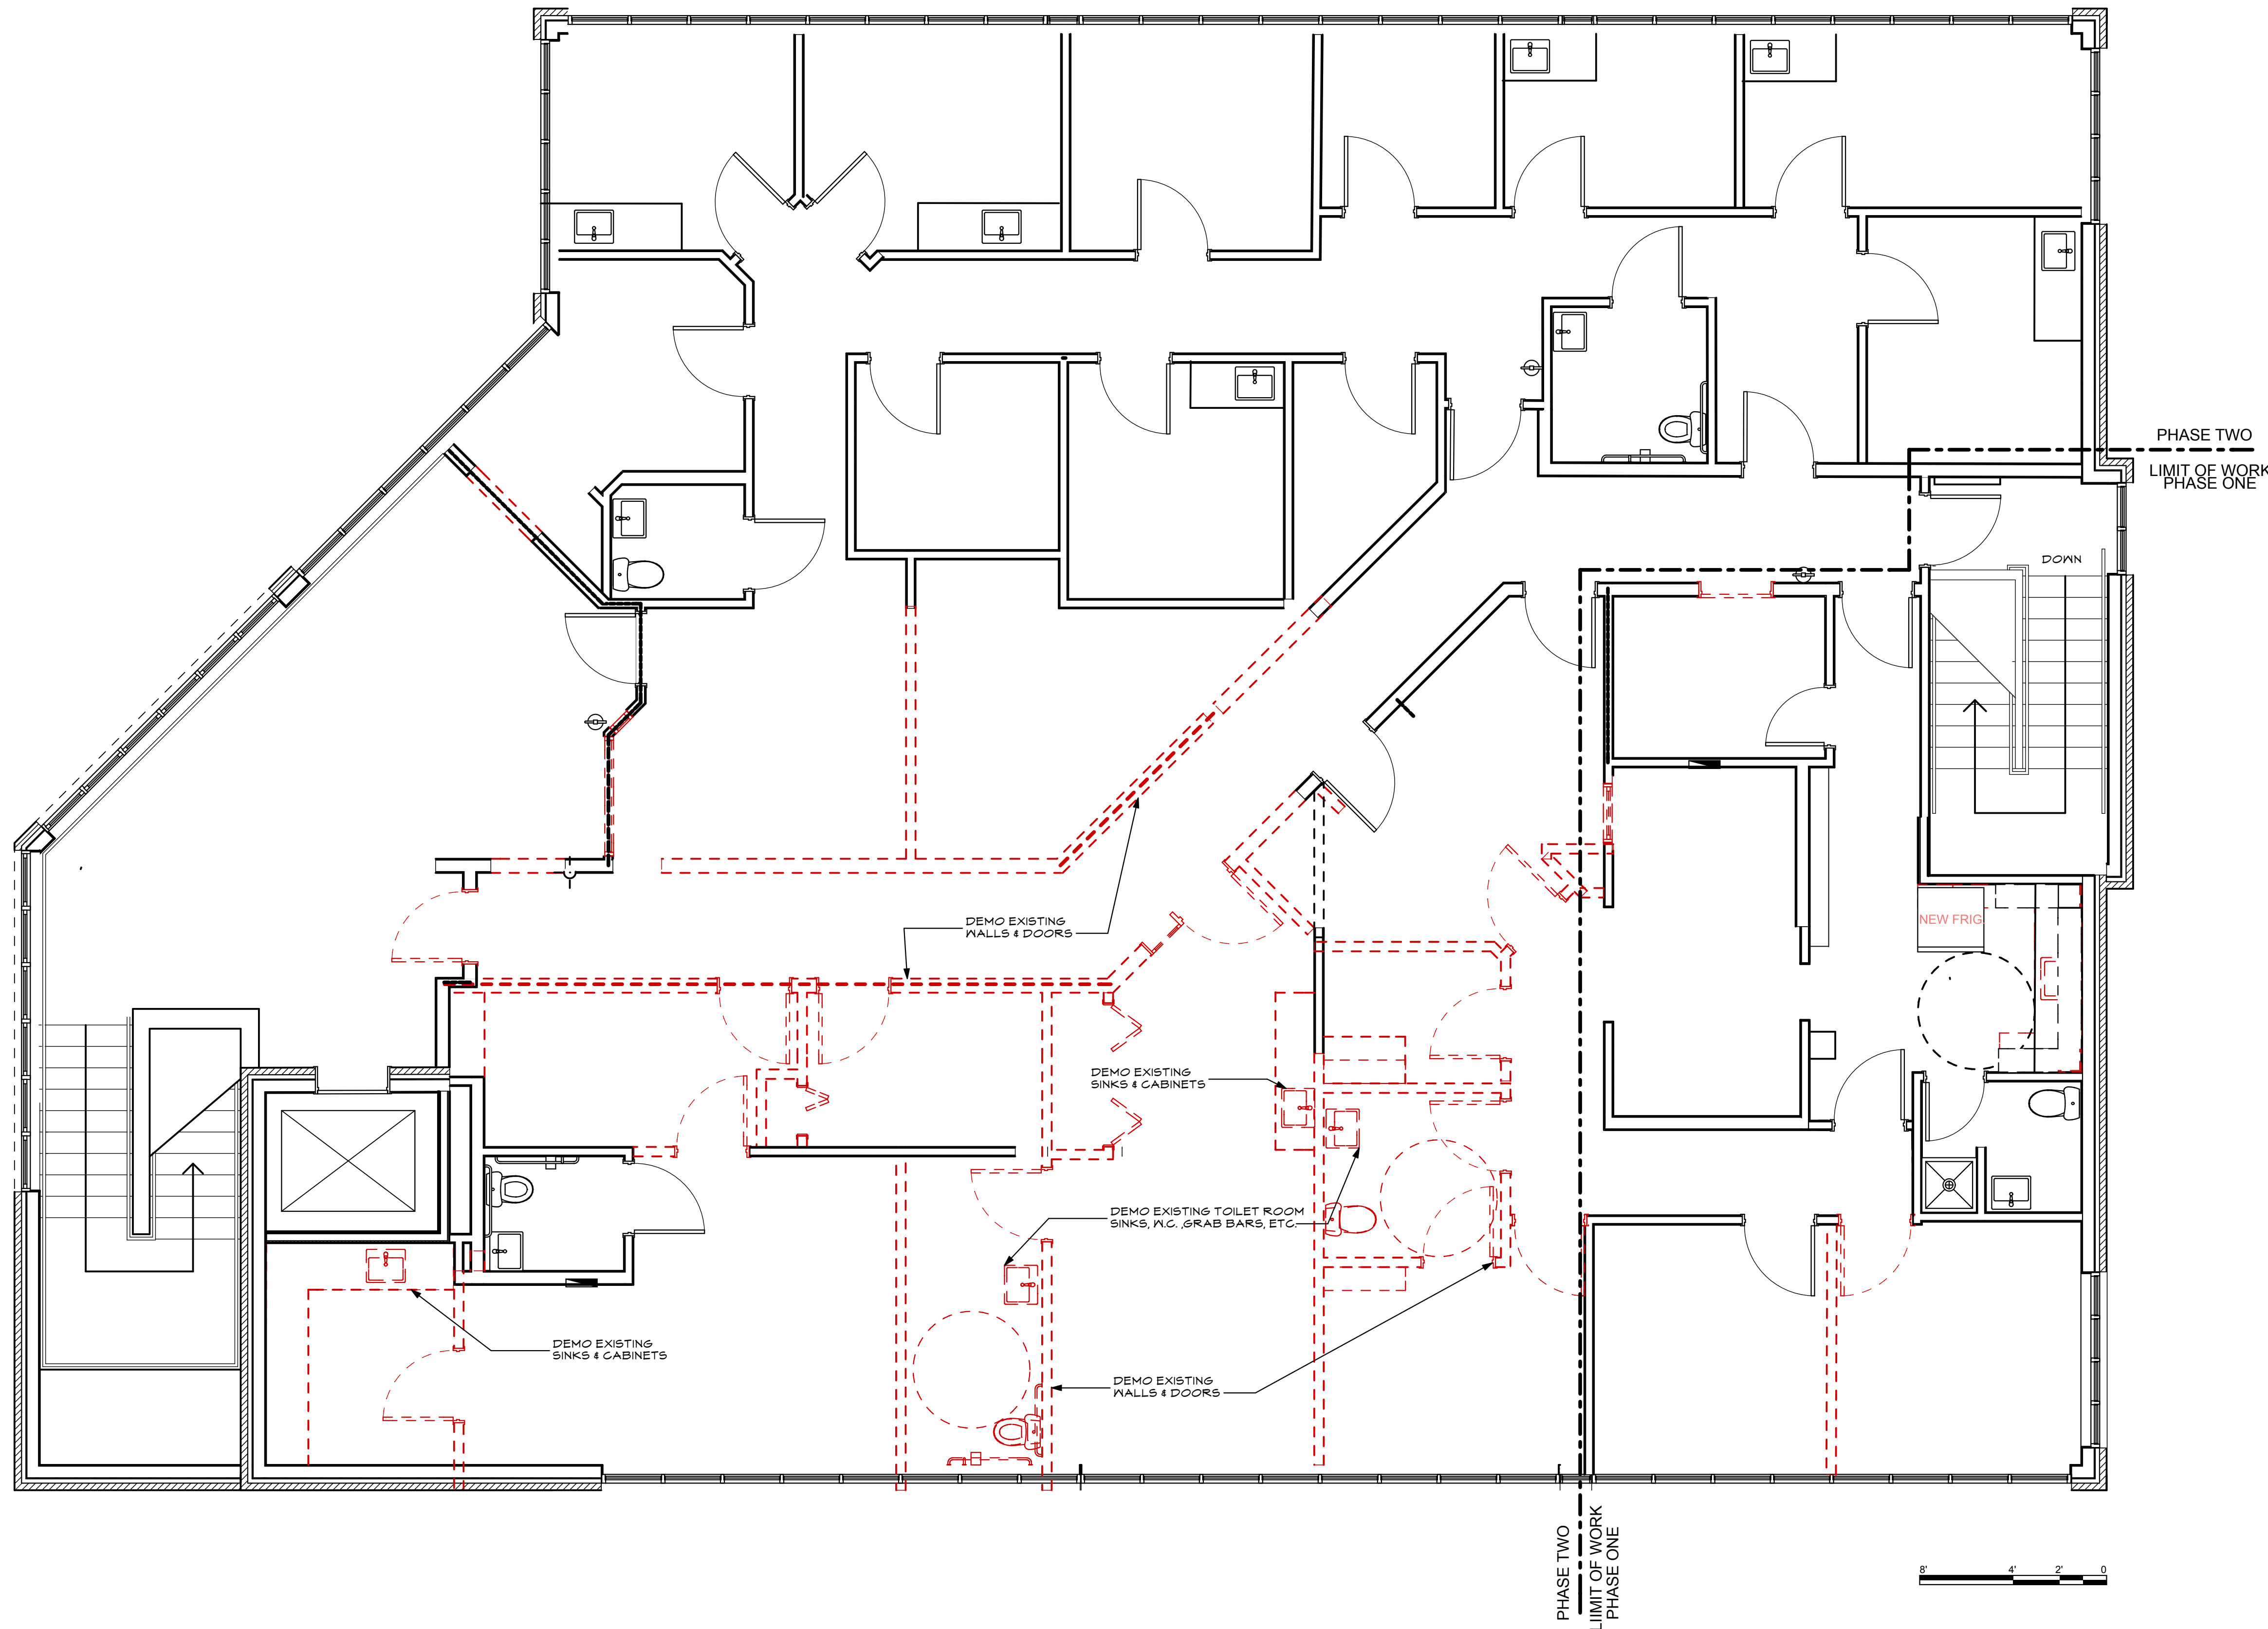 PHASE TWO
LIMIT OF WORK
PHASE ONE
DOWN
NEW FRIG
DEMO EXISTING
WALLS & DOORS
DEMO EXISTING
SINKS & CABINETS
DEMO EXISTING TOILET ROOM
SINKS, W.C. ,GRAB BARS, ETC.
DEMO EXISTING
SINKS & CABINETS
DEMO EXISTING
WALLS & DOORS
PHASE TWO
LIIMIT OF WORK
PHASE ONE
8' 4' 2' 0